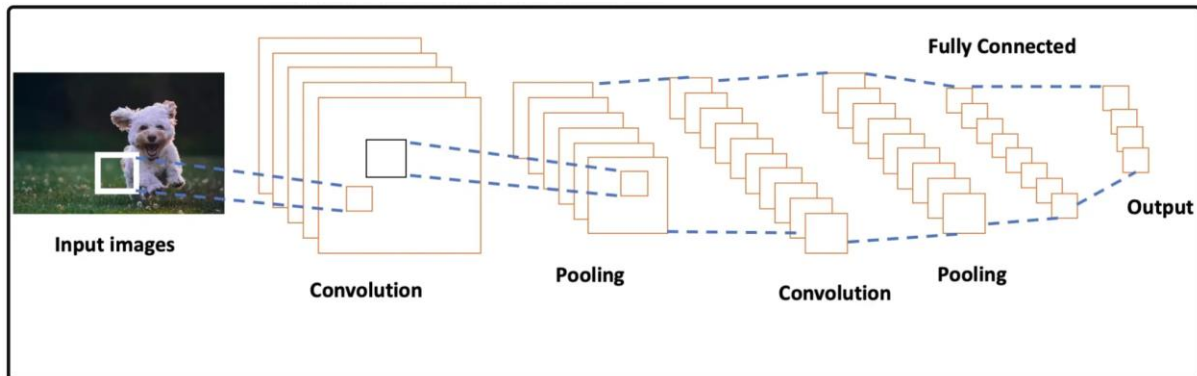 Fully Connected
Input images
Convolution
Pooling
Convolution
Pooling
Output